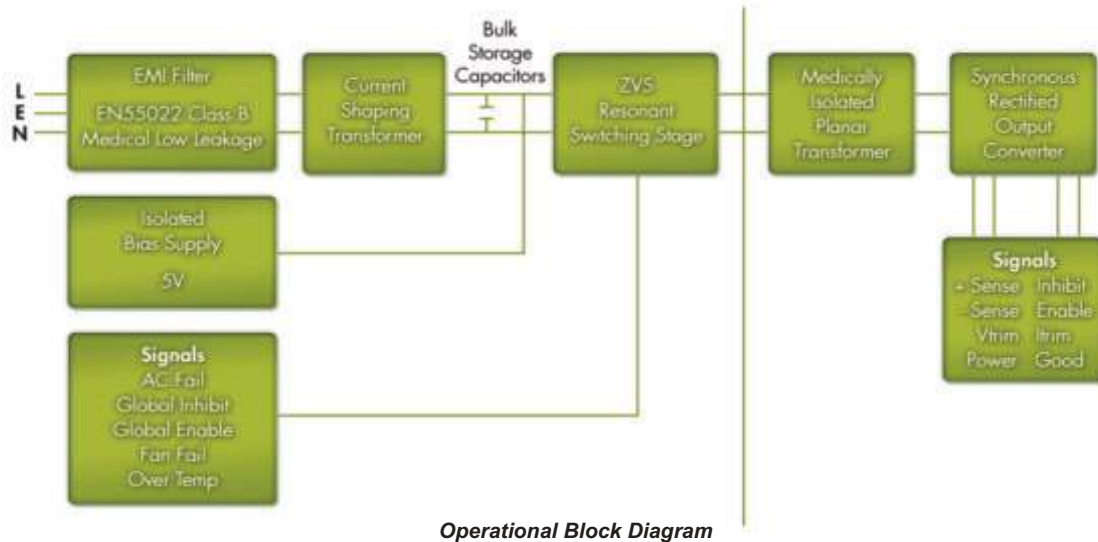 L
E
N
EMI Filter
EN55022 Class B
Medical Low Leakage
Current
Shaping
Transformer
Bulk
Storage
Capacitors
ZVS
Resonant
Switching Stage
Medically
Isolated
Planar
Transformer
Synchronous
Rectified
Output
Converter
Isolated
Bias Supply
5V
Signals
+ Sense Inhibit
- Sense Enable
Vtrim Itrim
Power Good
Signals
AC Fail
Global Inhibit
Global Enable
Fan Fail
Over Temp
Operational Block Diagram